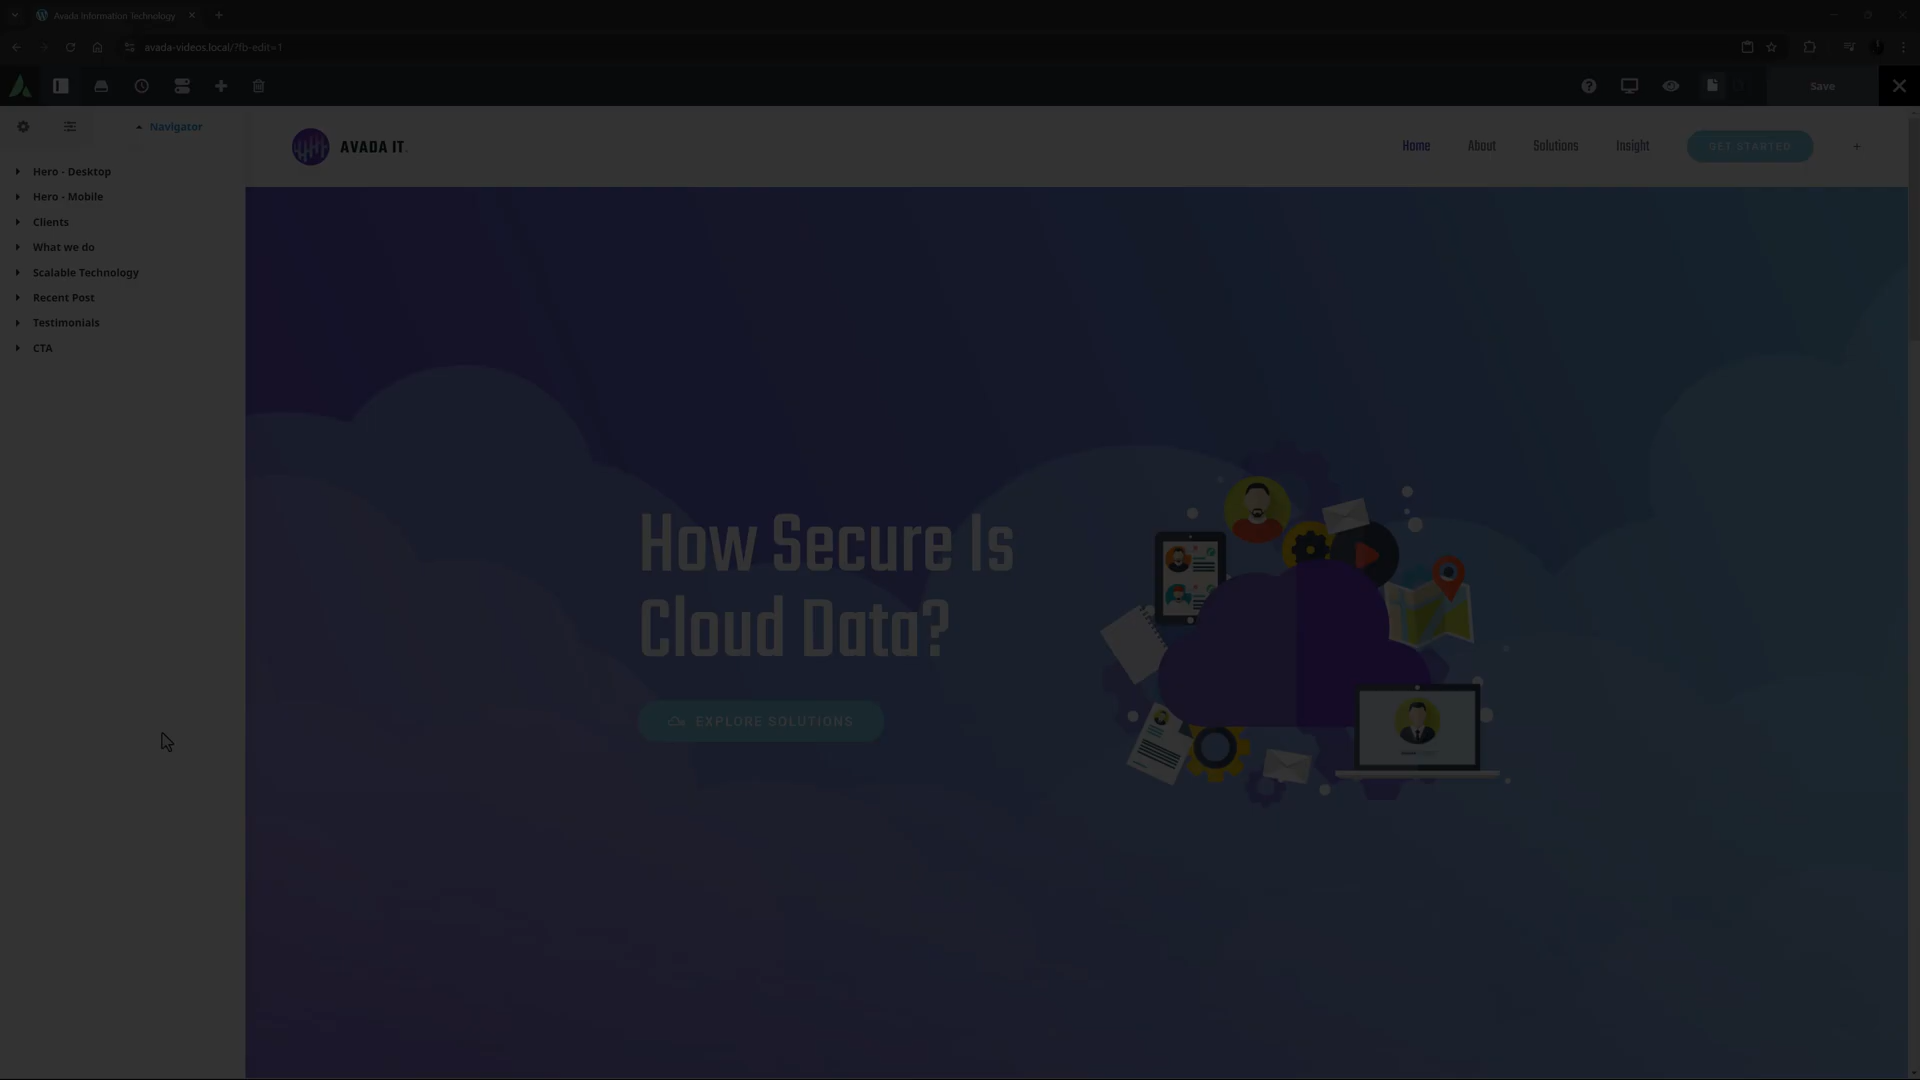 Avada Information Technology
avada-videos.local/?fb-edit=1
Save
Navigator
Hero - Desktop
Hero - Mobile
Clients
What we do
Scalable Technology
Recent Post
Testimonials
CTA
AVADA IT.
Home
About
Solutions
Insight
GET STARTED
How Secure Is
Cloud Data?
EXPLORE SOLUTIONS